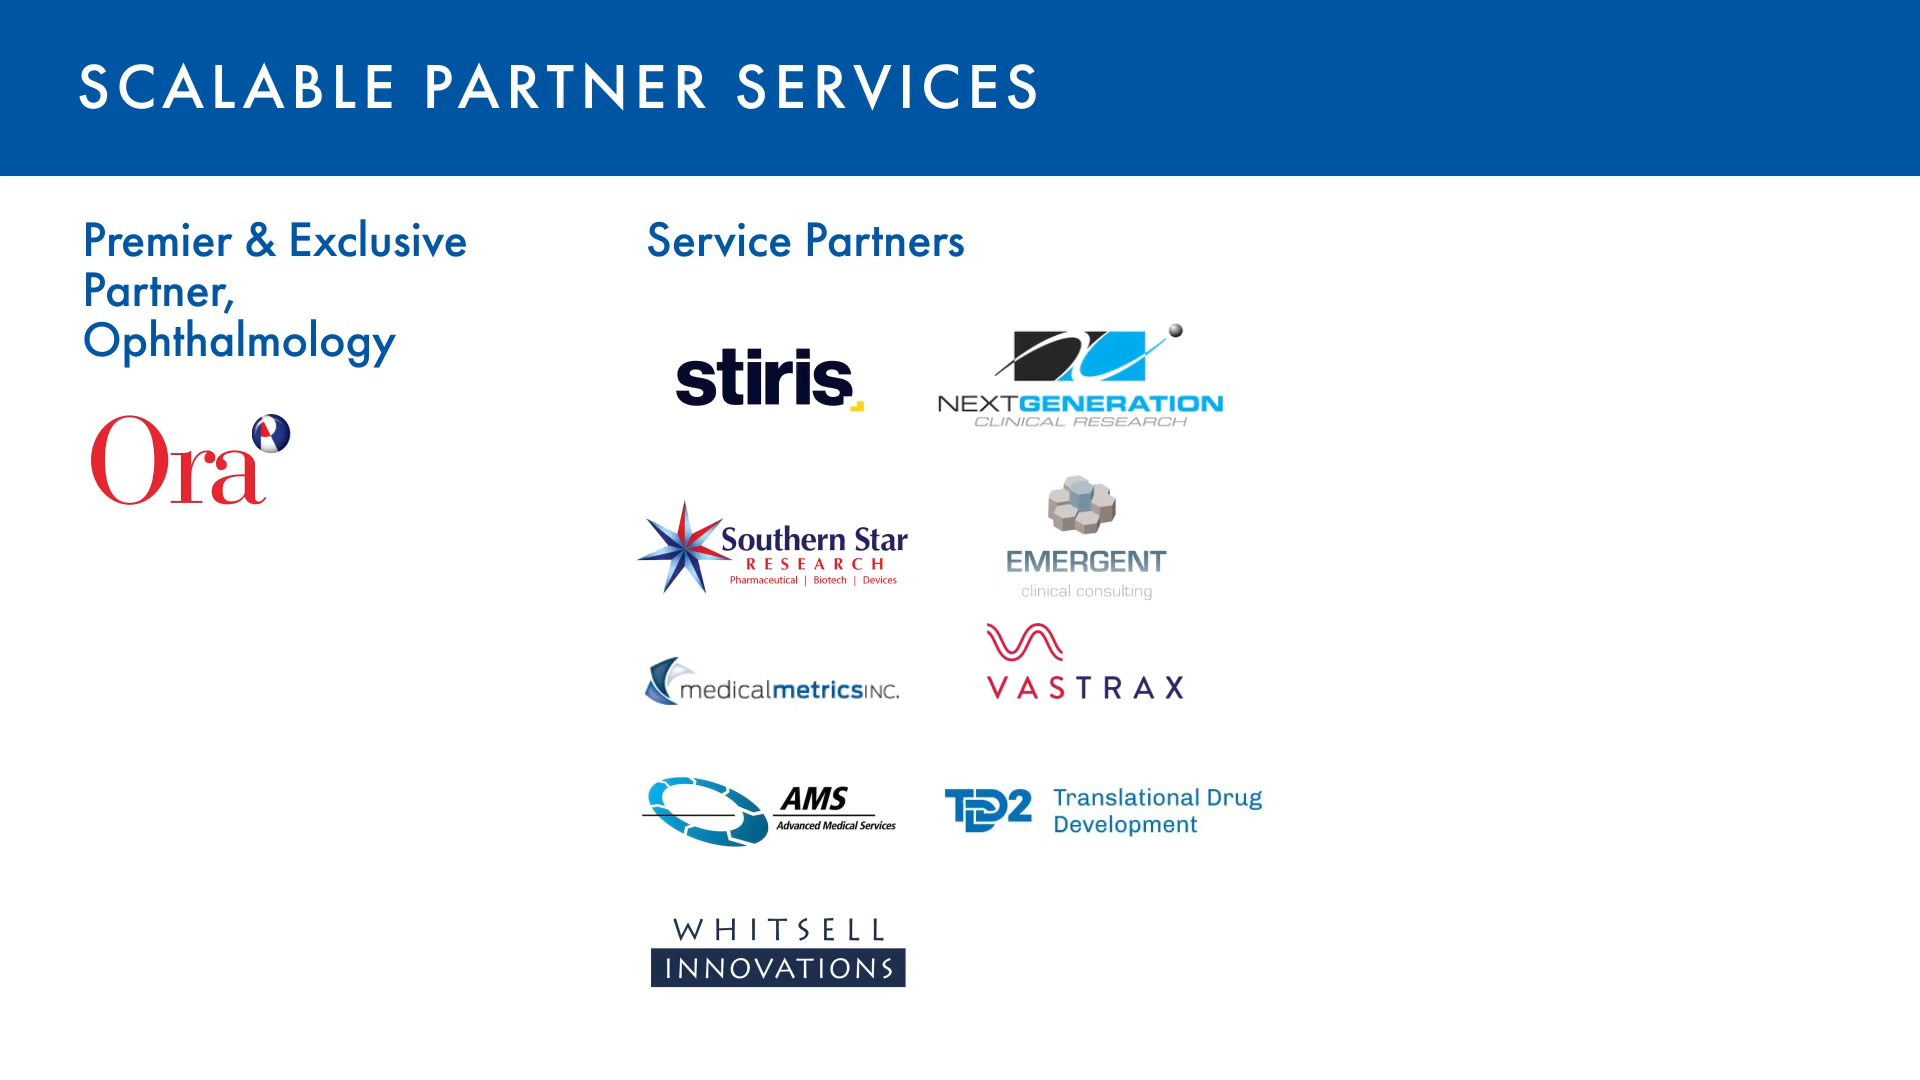 SCALABLE PARTNER SERVICES
Premier & Exclusive
Partner,
Ophthalmology
Ora
Service Partners
stiris
NEXTGENERATION
CLINICAL RESEARCH
Southern Star
RESEARCH
Pharmaceutical | Biotech | Devices
EMERGENT
clinical consulting
medicalmetricsINC.
VASTRAX
AMS
Advanced Medical Services
TD2
Translational Drug
Development
WHITSELL
INNOVATIONS